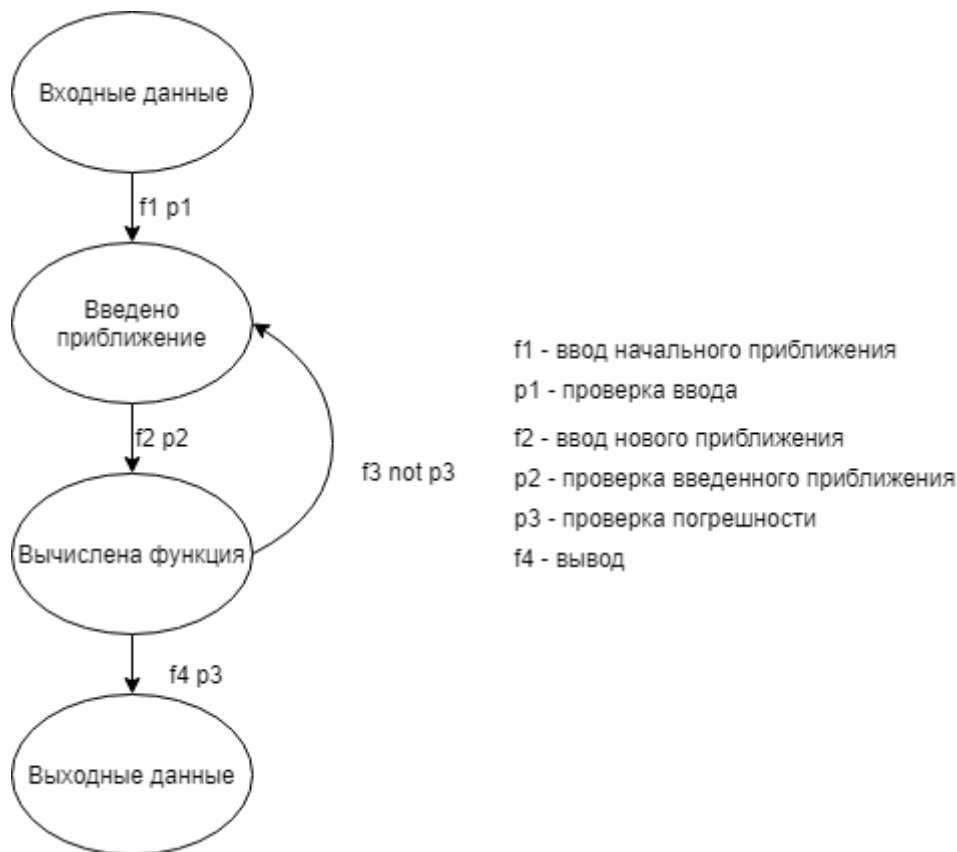 Входные данные
f1 p1
Введено
приближение
f2 p2
f3 not p3
Вычислена функция
f4 p3
Выходные данные
f1 - ввод начального приближения
p1 - проверка ввода
f2 - ввод нового приближения
p2 - проверка введенного приближения
p3 - проверка погрешности
f4 - вывод